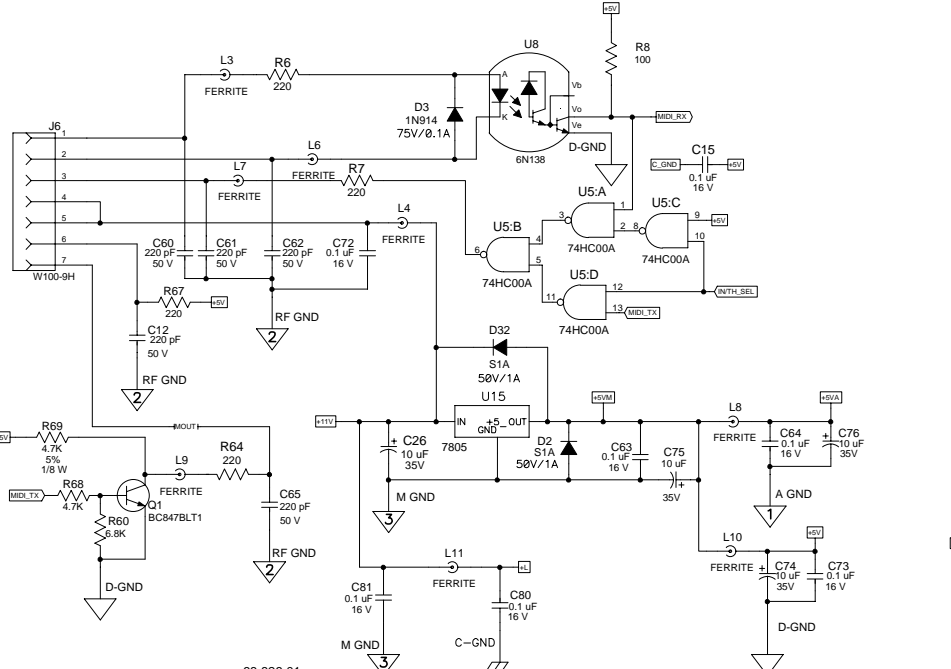 +5V
U8
R8
100
L3
FERRITE
R6
220
A
K
Vb
Vo
Ve
6N138
D3
1N914
75V/0.1A
MIDI_RX
D-GND
C_GND
C15
0.1 uF
16 V
+5V
J6
1
2
3
4
5
6
7
W100-9H
L6
FERRITE
L7
R7
220
L4
FERRITE
U5:A
1
2
3
74HC00A
U5:C
8
9
10
+5V
74HC00A
U5:B
4
5
6
74HC00A
U5:D
11
12
13
74HC00A
IN/TH_SEL
MIDI_TX
C60
220 pF
50 V
C61
220 pF
50 V
C62
220 pF
50 V
C72
0.1 uF
16 V
R67
220
+5V
RF GND
2
C12
220 pF
50 V
RF GND
2
D32
S1A
50V/1A
U15
IN
+5_OUT
GND
7805
+11V
C26
10 uF
35V
M GND
3
D2
S1A
50V/1A
C63
0.1 uF
16 V
C75
10 uF
35V
+5VM
L8
FERRITE
+5VA
C64
0.1 uF
16 V
C76
10 uF
35V
A GND
1
L10
FERRITE
+5V
C74
10 uF
35V
C73
0.1 uF
16 V
D-GND
5V
R69
4.7K
5%
1/8 W
MOUT
L9
FERRITE
R64
220
MIDI_TX
R68
4.7K
Q1
BC847BLT1
R60
6.8K
D-GND
C65
220 pF
50 V
RF GND
2
L11
FERRITE
+L
C81
0.1 uF
16 V
M GND
3
C80
0.1 uF
16 V
C-GND